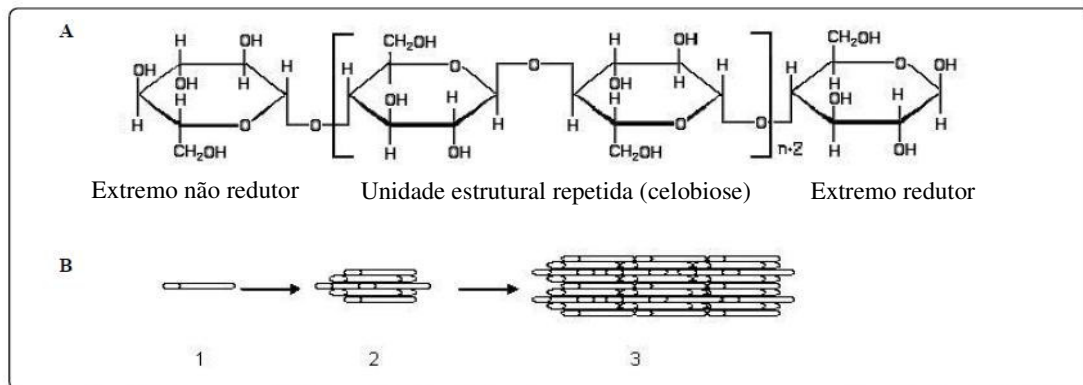 A
H OH CH₂OH H OH CH₂OH
OH H H O H O H H O OH
OH H H OH H H
H OH H H OH H H
H O O H O O H
CH₂OH H OH CH₂OH n-2 H OH
Extremo não redutor Unidade estrutural repetida (celobiose) Extremo redutor
B
1 2 3